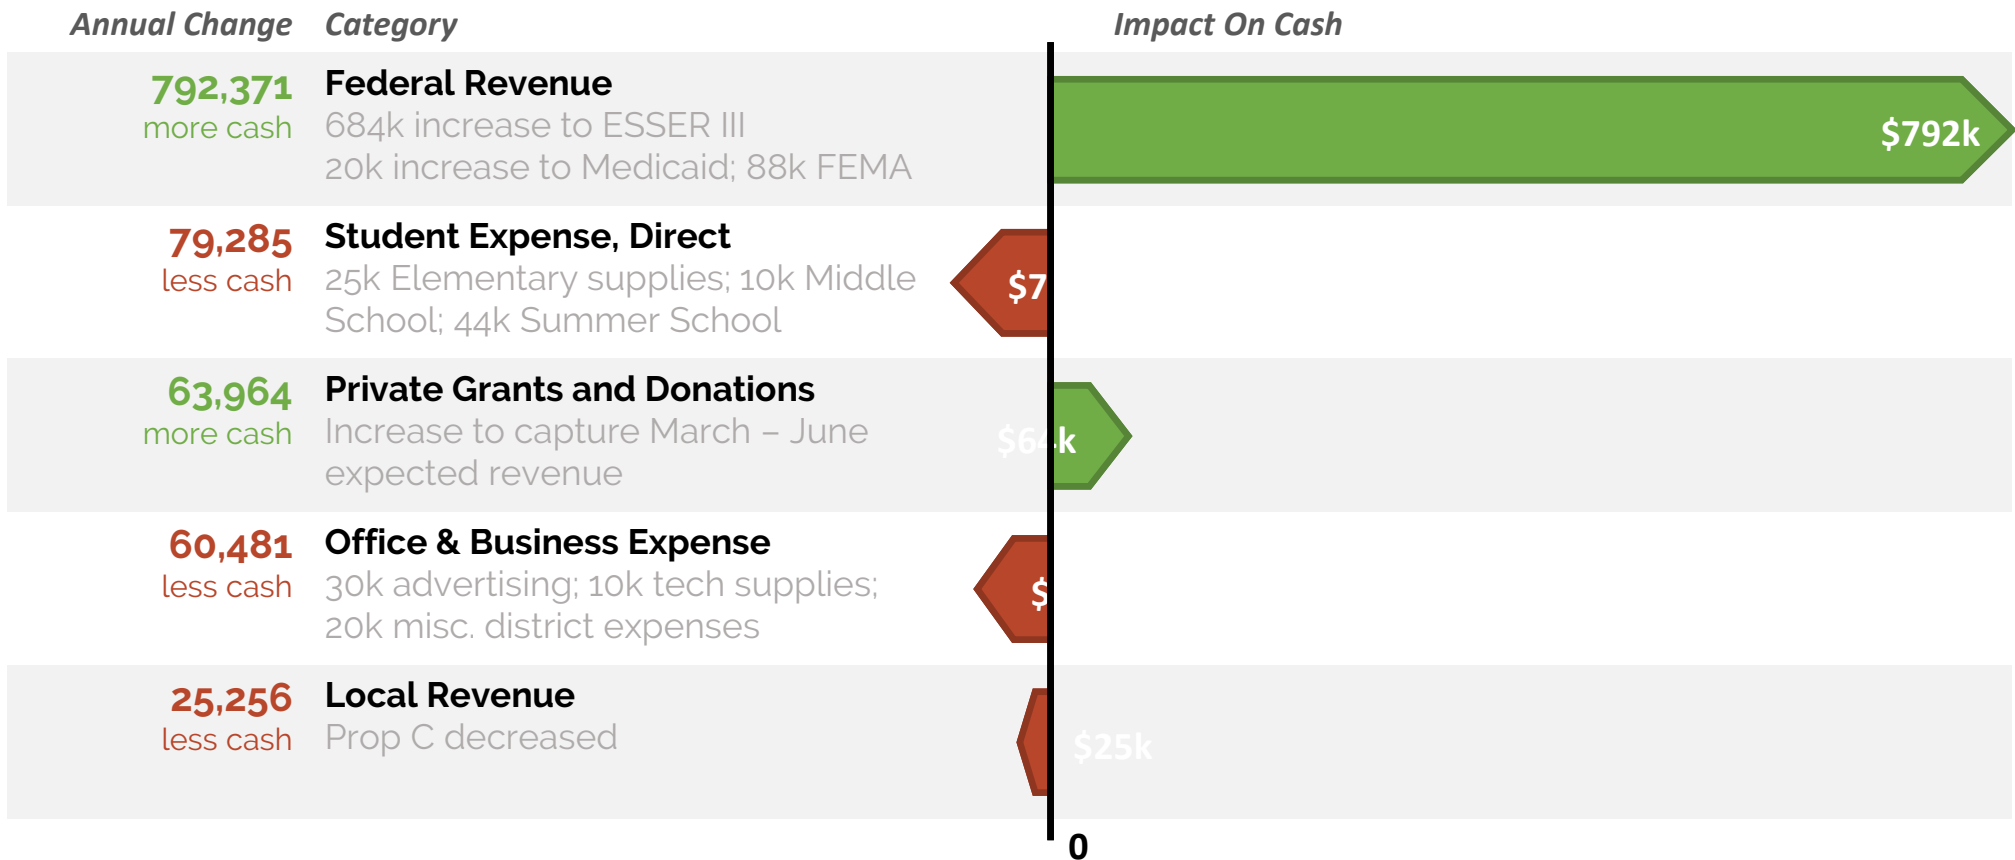 Annual Change Category Impact On Cash
792,371 Federal Revenue
more cash 684k increase to ESSER III
20k increase to Medicaid; 88k FEMA
$792k
79,285 Student Expense, Direct
less cash 25k Elementary supplies; 10k Middle
School; 44k Summer School
$7
63,964 Private Grants and Donations
more cash Increase to capture March – June
expected revenue
$64k
60,481 Office & Business Expense
less cash 30k advertising; 10k tech supplies;
20k misc. district expenses
$
25,256 Local Revenue
less cash Prop C decreased
$25k
0